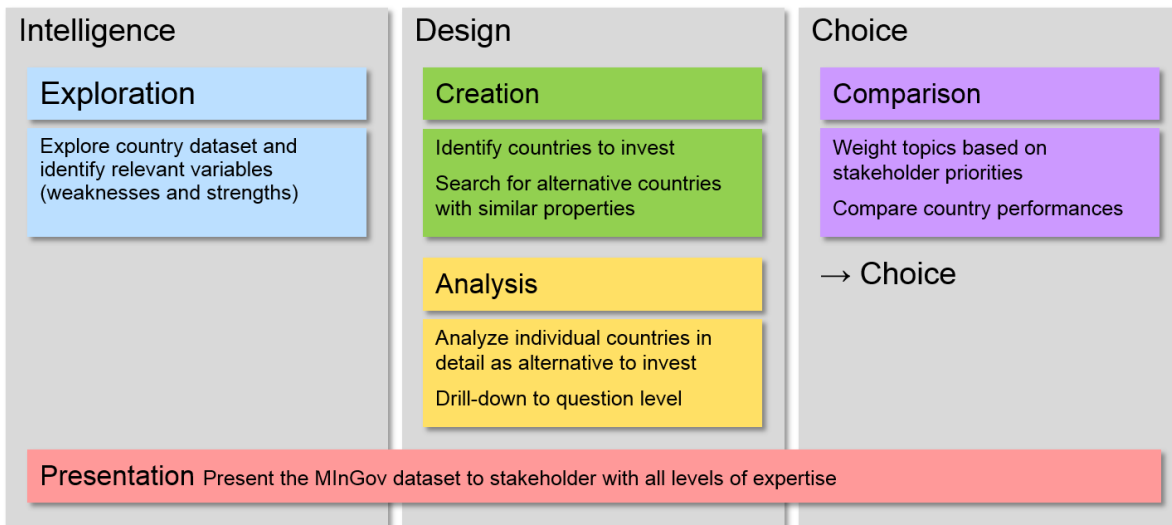 Intelligence
Exploration
Explore country dataset and
identify relevant variables
(weaknesses and strengths)
Design
Creation
Identify countries to invest
Search for alternative countries
with similar properties
Analysis
Analyze individual countries in
detail as alternative to invest
Drill-down to question level
Choice
Comparison
Weight topics based on
stakeholder priorities
Compare country performances
→ Choice
Presentation Present the MInGov dataset to stakeholder with all levels of expertise